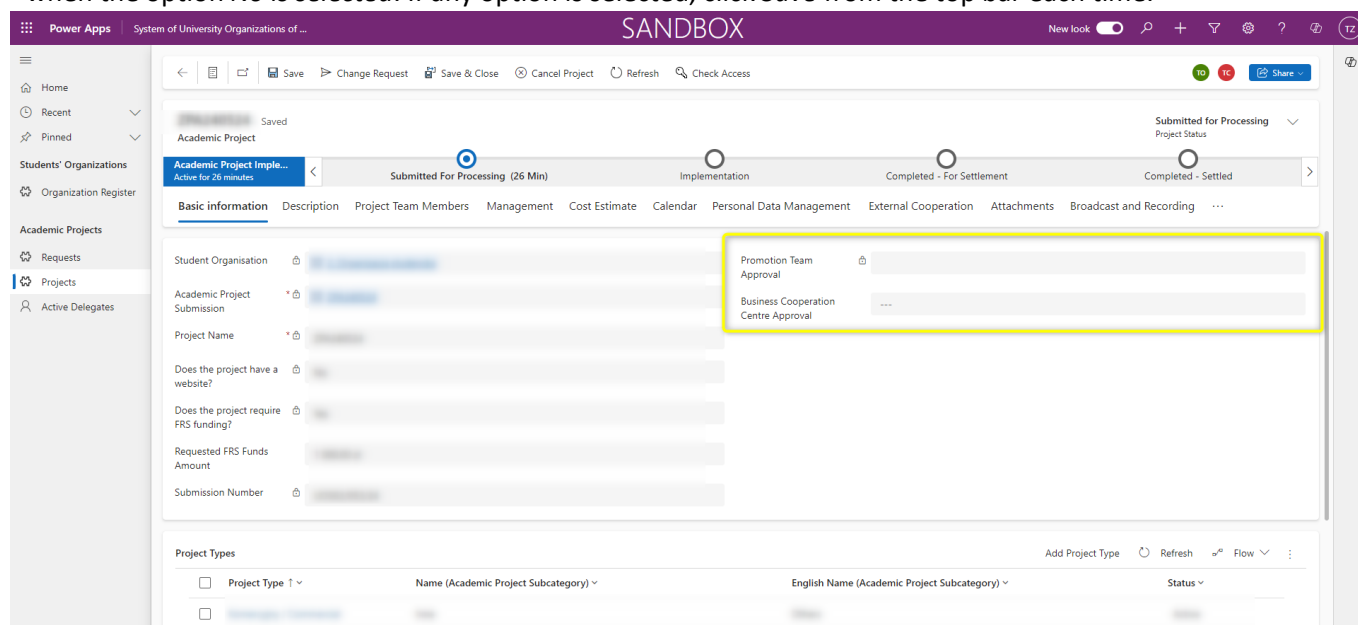 when the option No is selected. If any option is selected, click
Power Apps System of University Organizations of ... SANDBOX New look TZ
Save Change Request Save & Close Cancel Project Refresh Check Access TO TC Share
Home
Recent
Pinned
Students' Organizations
Organization Register
Academic Projects
Requests
Projects
Active Delegates
Saved
Academic Project
Submitted for Processing
Project Status
Academic Project Imple...
Active for 26 minutes
Submitted For Processing (26 Min) Implementation Completed - For Settlement Completed - Settled
Basic information Description Project Team Members Management Cost Estimate Calendar Personal Data Management External Cooperation Attachments Broadcast and Recording ...
Student Organisation
Academic Project
Submission
*
Project Name *
Does the project have a
website?
Does the project require
FRS funding?
Requested FRS Funds
Amount
Submission Number
Promotion Team
Approval
Business Cooperation
Centre Approval
---
Project Types Add Project Type Refresh Flow
Project Type ↑ Name (Academic Project Subcategory) English Name (Academic Project Subcategory) Status